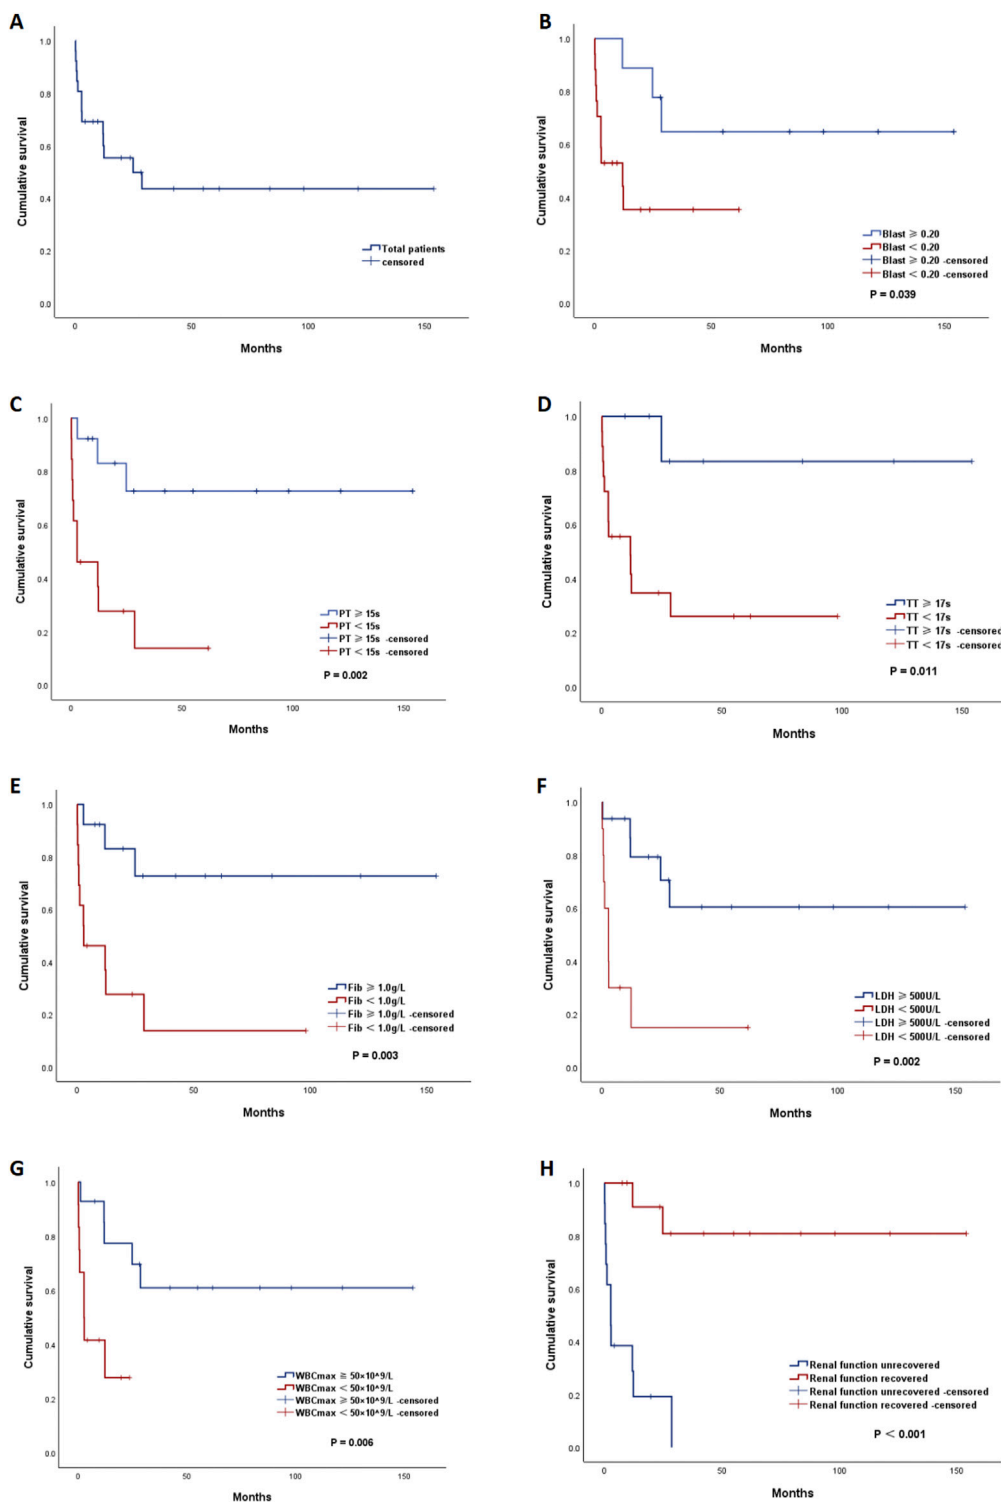 A
1.0
0.8
0.6
0.4
0.2
0.0
Cumulative survival
Total patients
censored
0 50 100 150
Months
B
1.0
0.8
0.6
0.4
0.2
0.0
Cumulative survival
Blast ≥ 0.20
Blast < 0.20
Blast ≥ 0.20 -censored
Blast < 0.20 -censored
P = 0.039
0 50 100 150
Months
C
1.0
0.8
0.6
0.4
0.2
0.0
Cumulative survival
PT ≥ 15s
PT < 15s
PT ≥ 15s -censored
PT < 15s -censored
P = 0.002
0 50 100 150
Months
D
1.0
0.8
0.6
0.4
0.2
0.0
Cumulative survival
TT ≥ 17s
TT < 17s
TT ≥ 17s -censored
TT < 17s -censored
P = 0.011
0 50 100 150
Months
E
1.0
0.8
0.6
0.4
0.2
0.0
Cumulative survival
Fib ≥ 1.0g/L
Fib < 1.0g/L
Fib ≥ 1.0g/L -censored
Fib < 1.0g/L -censored
P = 0.003
0 50 100 150
Months
F
1.0
0.8
0.6
0.4
0.2
0.0
Cumulative survival
LDH ≥ 500U/L
LDH < 500U/L
LDH ≥ 500U/L -censored
LDH < 500U/L -censored
P = 0.002
0 50 100 150
Months
G
1.0
0.8
0.6
0.4
0.2
0.0
Cumulative survival
WBCmax ≧ 50×10^9/L
WBCmax < 50×10^9/L
WBCmax ≥ 50×10^9/L -censored
WBCmax < 50×10^9/L -censored
P = 0.006
0 50 100 150
Months
H
1.0
0.8
0.6
0.4
0.2
0.0
Cumulative survival
Renal function unrecovered
Renal function recovered
Renal function unrecovered -censored
Renal function recovered -censored
P < 0.001
0 50 100 150
Months